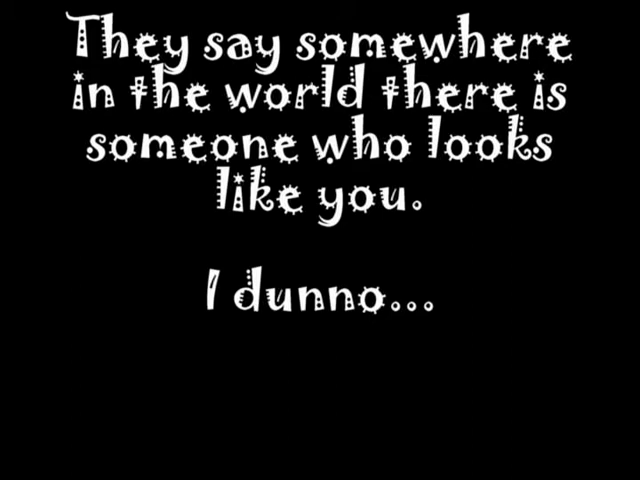 They say somewhere
in the world there is
someone who looks
like you.
I dunno...